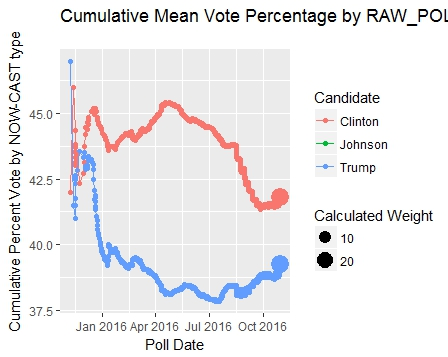 Cumulative Mean Vote Percentage by RAW_POL
Cumulative Percent Vote by NOW-CAST type
45.0
42.5
40.0
37.5
Jan 2016 Apr 2016 Jul 2016 Oct 2016
Poll Date
Candidate
Clinton
Johnson
Trump
Calculated Weight
10
20